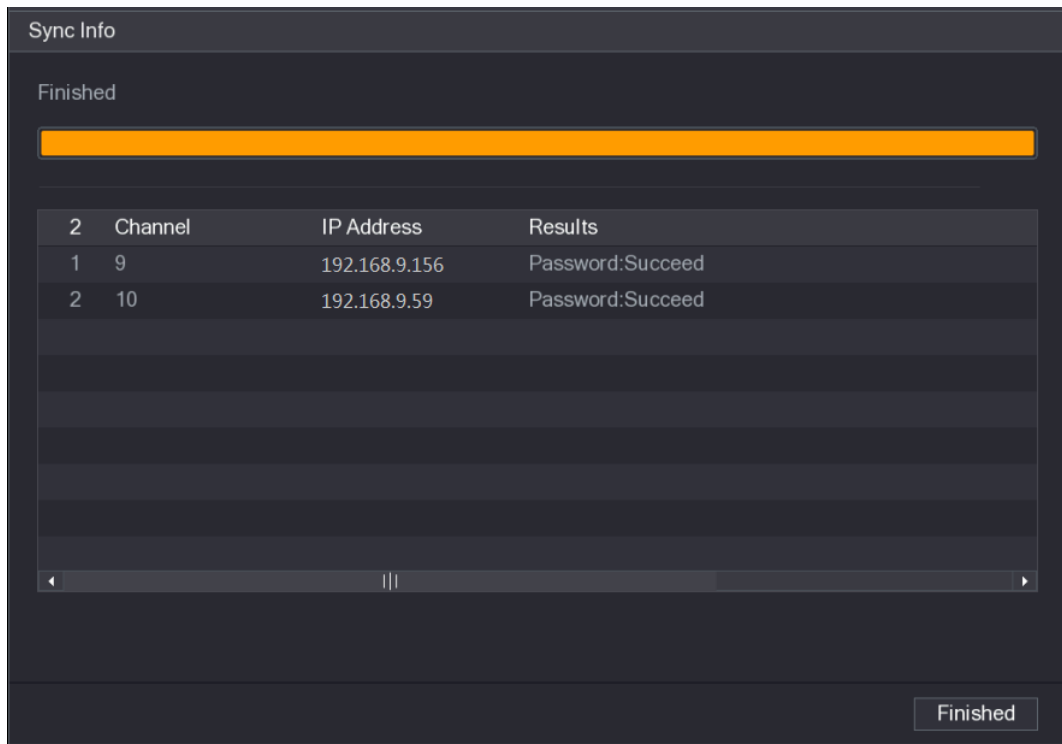 Sync Info
Finished
2 Channel IP Address Results
1 9 192.168.9.156 Password:Succeed
2 10 192.168.9.59 Password:Succeed
Finished